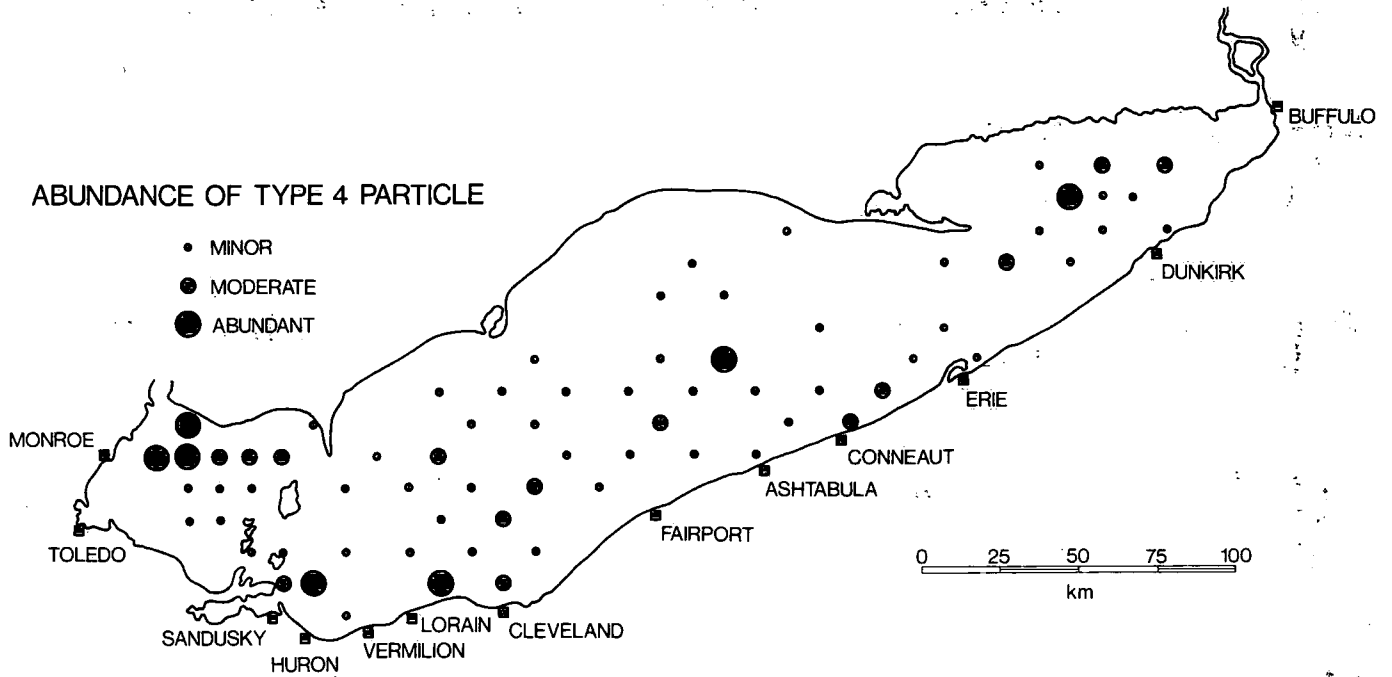 ABUNDANCE OF TYPE 4 PARTICLE
MINOR
MODERATE
ABUNDANT
BUFFULO
DUNKIRK
ERIE
CONNEAUT
ASHTABULA
FAIRPORT
CLEVELAND
LORAIN
VERMILION
HURON
SANDUSKY
TOLEDO
MONROE
0 25 50 75 100
km